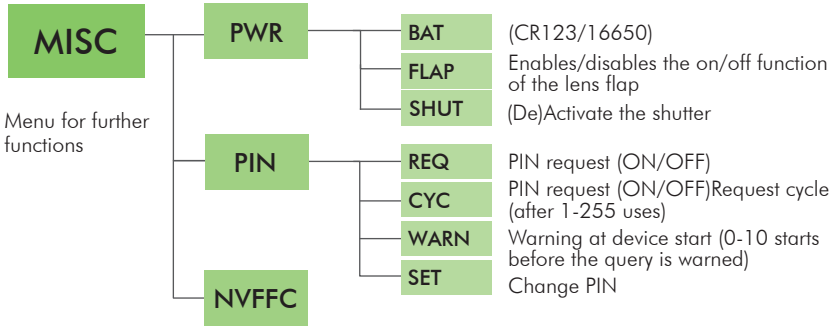 MISC
Menu for further
functions
PWR
BAT
(CR123/16650)
FLAP
Enables/disables the on/off function
of the lens flap
SHUT
(De)Activate the shutter
PIN
REQ
PIN request (ON/OFF)
CYC
PIN request (ON/OFF)Request cycle
(after 1-255 uses)
WARN
Warning at device start (0-10 starts
before the query is warned)
SET
Change PIN
NVFFC